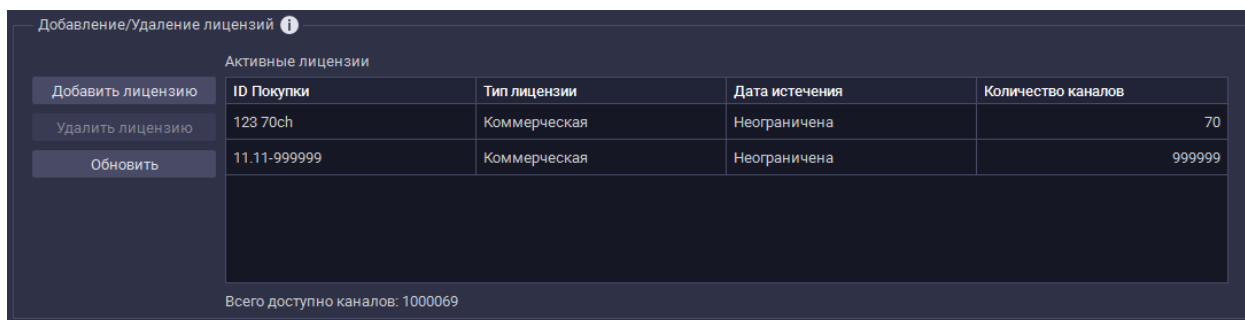 Добавление/Удаление лицензий
Активные лицензии
Добавить лицензию
Удалить лицензию
Обновить
ID Покупки Тип лицензии Дата истечения Количество каналов
123 70ch Коммерческая Неограничена 70
11.11-999999 Коммерческая Неограничена 999999
Всего доступно каналов: 1000069